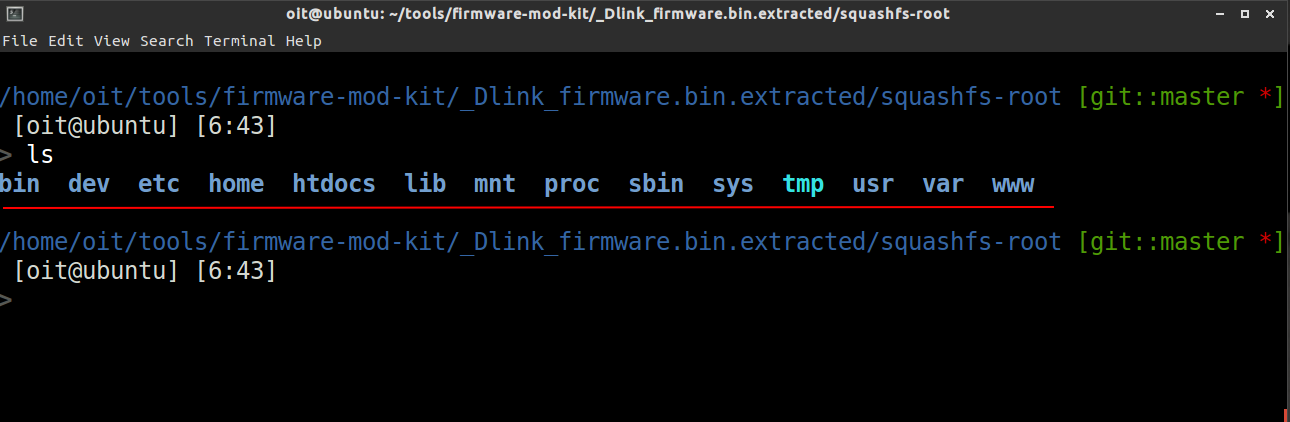 oit@ubuntu: ~/tools/firmware-mod-kit/_Dlink_firmware.bin.extracted/squashfs-root
File Edit View Search Terminal Help
/home/oit/tools/firmware-mod-kit/_Dlink_firmware.bin.extracted/squashfs-root [git::master *]
[oit@ubuntu] [6:43]
> ls
bin dev etc home htdocs lib mnt proc sbin sys tmp usr var www
/home/oit/tools/firmware-mod-kit/_Dlink_firmware.bin.extracted/squashfs-root [git::master *]
[oit@ubuntu] [6:43]
>